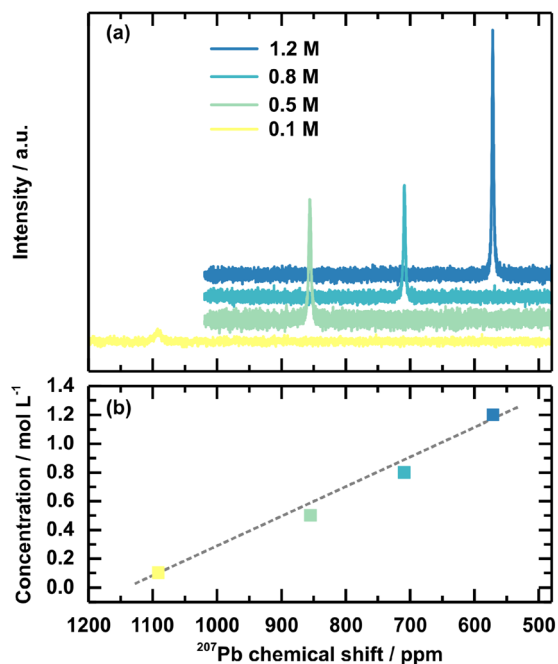 (a)
1.2 M
0.8 M
0.5 M
0.1 M
Intensity / a.u.
(b)
Concentration / mol L⁻¹
1.4
1.2
1.0
0.8
0.6
0.4
0.2
0.0
1200 1100 1000 900 800 700 600 500
²⁰⁷Pb chemical shift / ppm